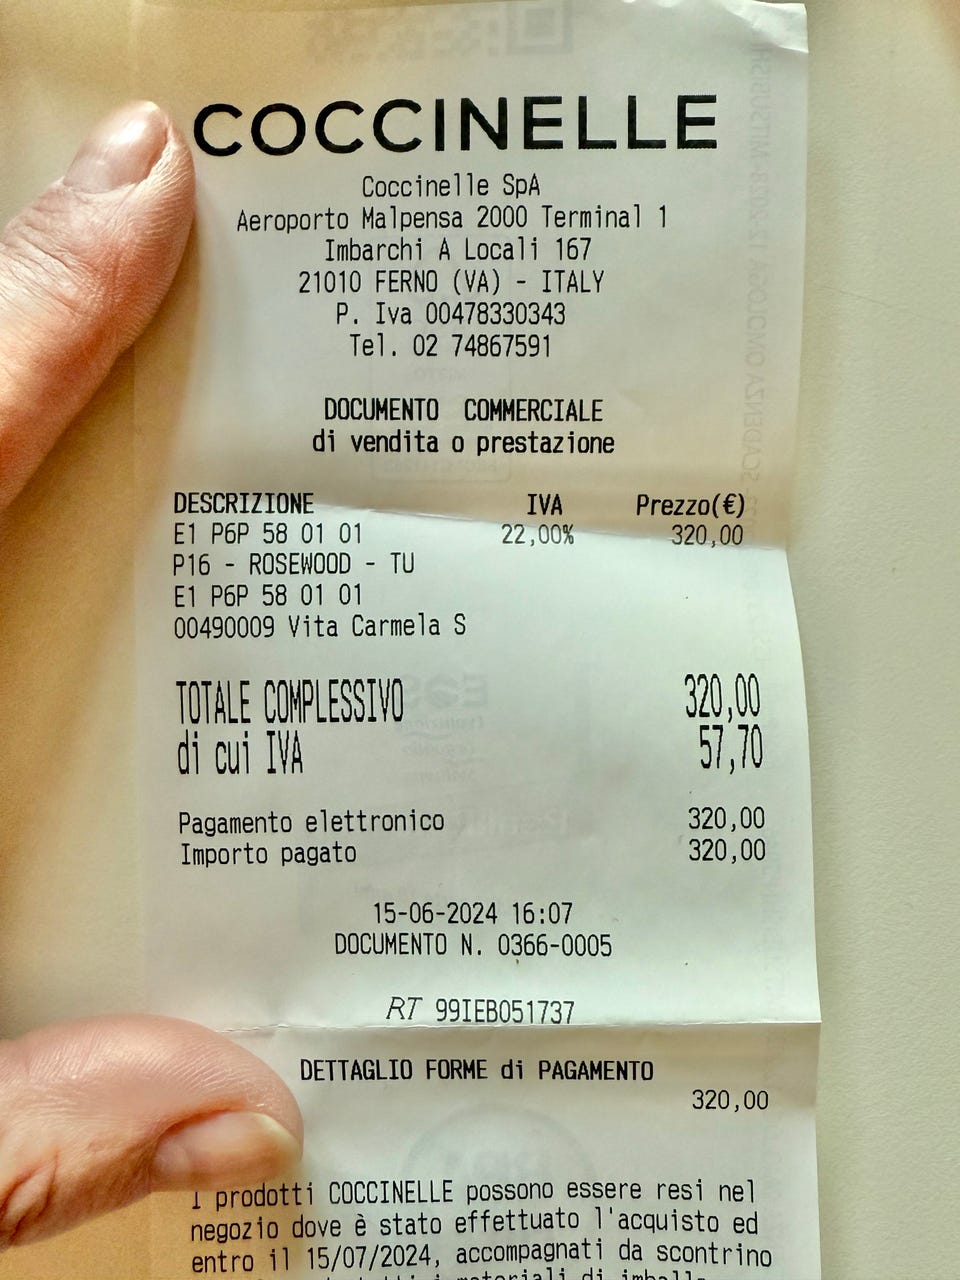 COCCINELLE
Coccinelle SpA
Aeroporto Malpensa 2000 Terminal 1
Imbarchi A Locali 167
21010 FERNO (VA) - ITALY
P. Iva 00478330343
Tel. 02 74867591
DOCUMENTO COMMERCIALE
di vendita o prestazione
DESCRIZIONE IVA Prezzo(€)
E1 P6P 58 01 01 22,00% 320,00
P16 - ROSEWOOD - TU
E1 P6P 58 01 01
00490009 Vita Carmela S
TOTALE COMPLESSIVO 320,00
di cui IVA 57,70
Pagamento elettronico 320,00
Importo pagato 320,00
15-06-2024 16:07
DOCUMENTO N. 0366-0005
RT 99IEB051737
DETTAGLIO FORME di PAGAMENTO
320,00
I prodotti COCCINELLE possono essere resi nel
negozio dove è stato effettuato l'acquisto ed
entro il 15/07/2024, accompagnati da scontrino